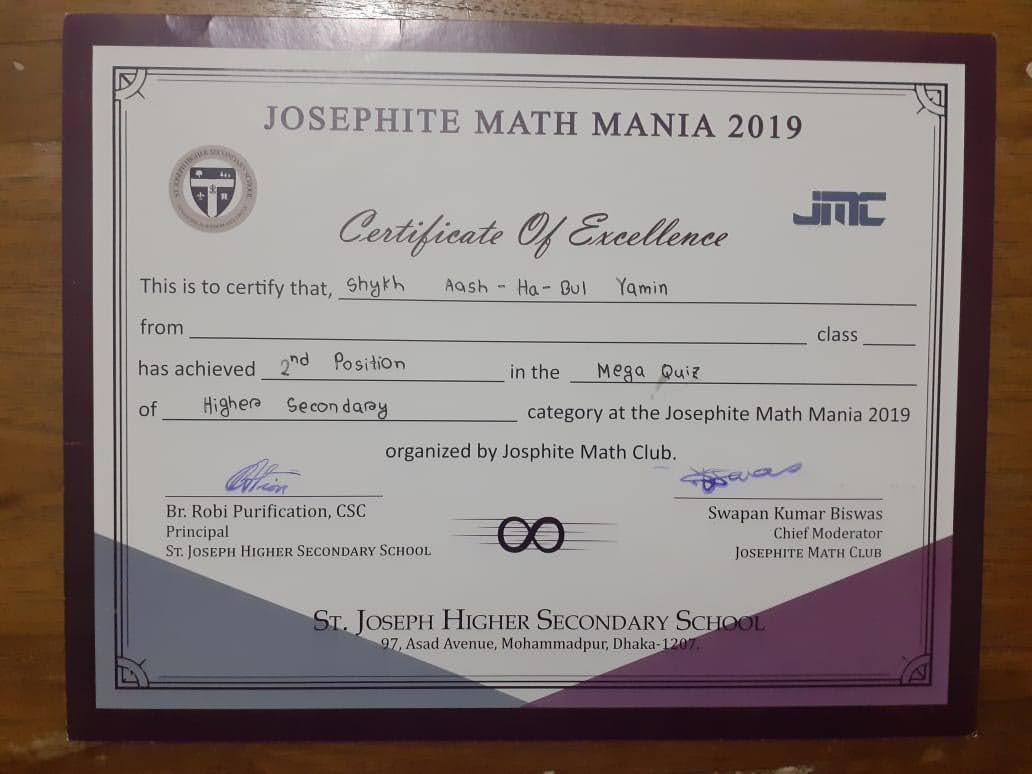 JOSEPHITE MATH MANIA 2019
JMC
Certificate Of Excellence
This is to certify that, Shykh Aash-Ha-Bul Yamin
from class
has achieved 2nd Position in the Mega Quiz
of Higher Secondary category at the Josephite Math Mania 2019
organized by Josphite Math Club.
Br. Robi Purification, CSC
Principal
ST. JOSEPH HIGHER SECONDARY SCHOOL
Swapan Kumar Biswas
Chief Moderator
JOSEPHITE MATH CLUB
ST. JOSEPH HIGHER SECONDARY SCHOOL
97, Asad Avenue, Mohammadpur, Dhaka-1207.